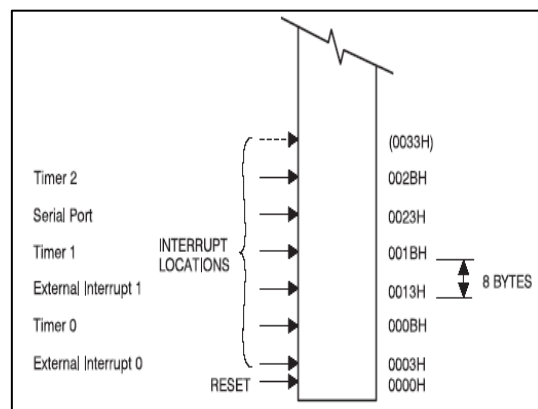 (0033H)
Timer 2 002BH
Serial Port 0023H
Timer 1 001BH
INTERRUPT
LOCATIONS
8 BYTES
External Interrupt 1 0013H
Timer 0 000BH
External Interrupt 0 0003H
RESET 0000H